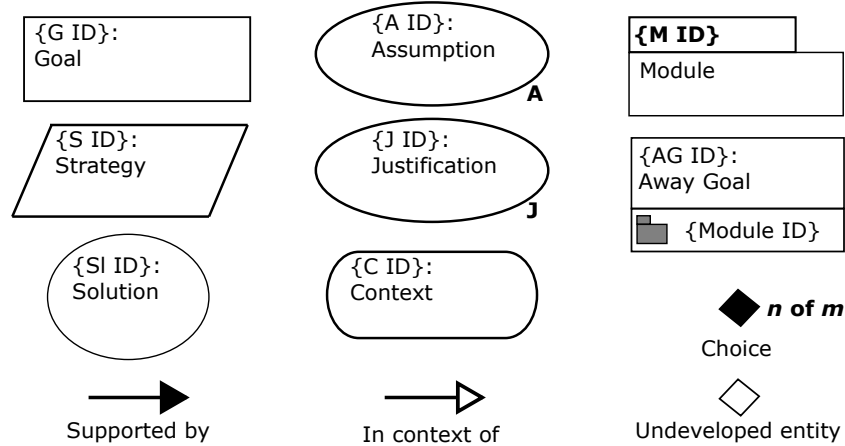 {G ID}:
Goal
{A ID}:
Assumption
A
{M ID}
Module
{S ID}:
Strategy
{J ID}:
Justification
J
{AG ID}:
Away Goal
{Module ID}
{Sl ID}:
Solution
{C ID}:
Context
n of m
Choice
Supported by
In context of
Undeveloped entity